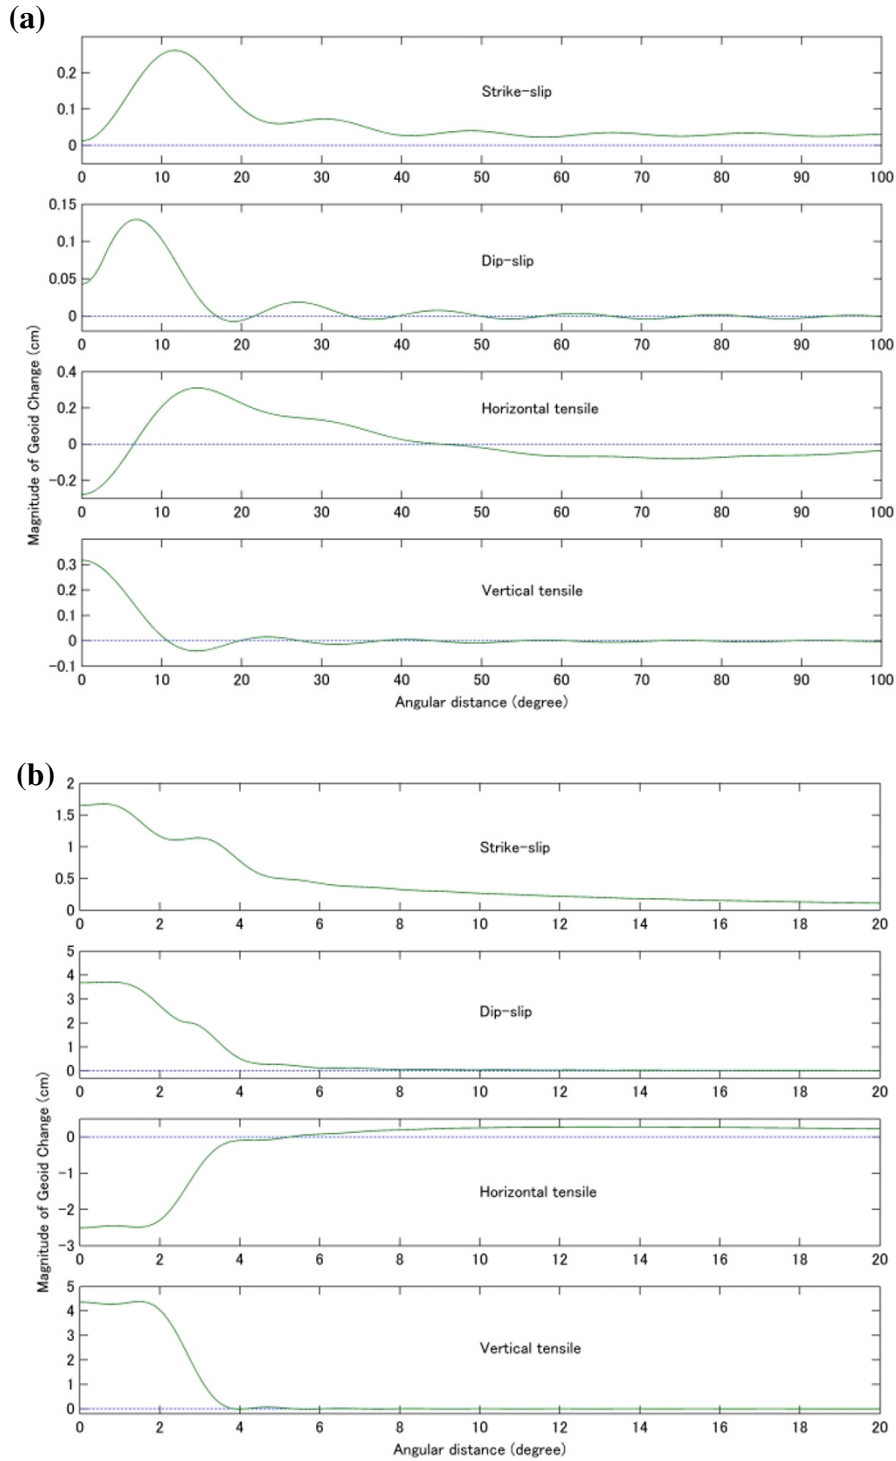 (a)
0.2
0.1
0
Strike-slip
0 10 20 30 40 50 60 70 80 90 100
0.15
0.1
0.05
0
Dip-slip
0 10 20 30 40 50 60 70 80 90 100
0.4
0.2
0
-0.2
Horizontal tensile
0 10 20 30 40 50 60 70 80 90 100
0.3
0.2
0.1
0
-0.1
Vertical tensile
0 10 20 30 40 50 60 70 80 90 100
Magnitude of Geoid Change (cm)
Angular distance (degree)
(b)
2
1.5
1
0.5
0
Strike-slip
0 2 4 6 8 10 12 14 16 18 20
5
4
3
2
1
0
Dip-slip
0 2 4 6 8 10 12 14 16 18 20
0
-1
-2
-3
Horizontal tensile
0 2 4 6 8 10 12 14 16 18 20
5
4
3
2
1
0
Vertical tensile
0 2 4 6 8 10 12 14 16 18 20
Magnitude of Geoid Change (cm)
Angular distance (degree)